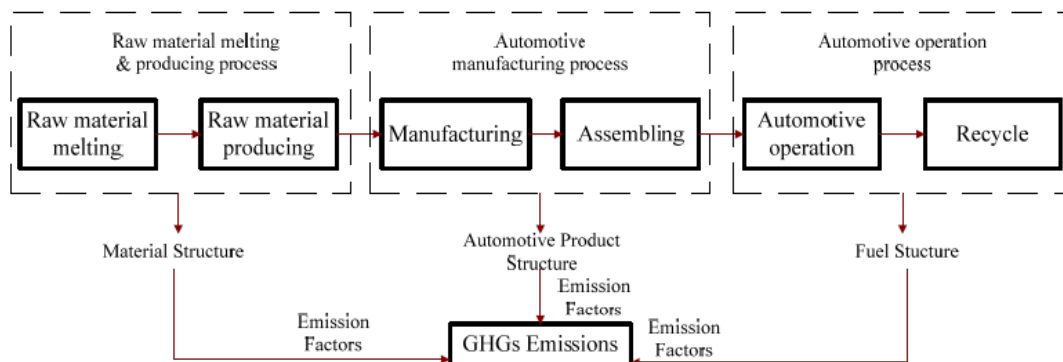 Raw material melting
& producing process
Automotive
manufacturing process
Automotive operation
process
Raw material
melting
Raw material
producing
Manufacturing
Assembling
Automotive
operation
Recycle
Material Structure
Automotive Product
Structure
Fuel Stucture
Emission
Factors
Emission
Factors
Emission
Factors
GHGs Emissions